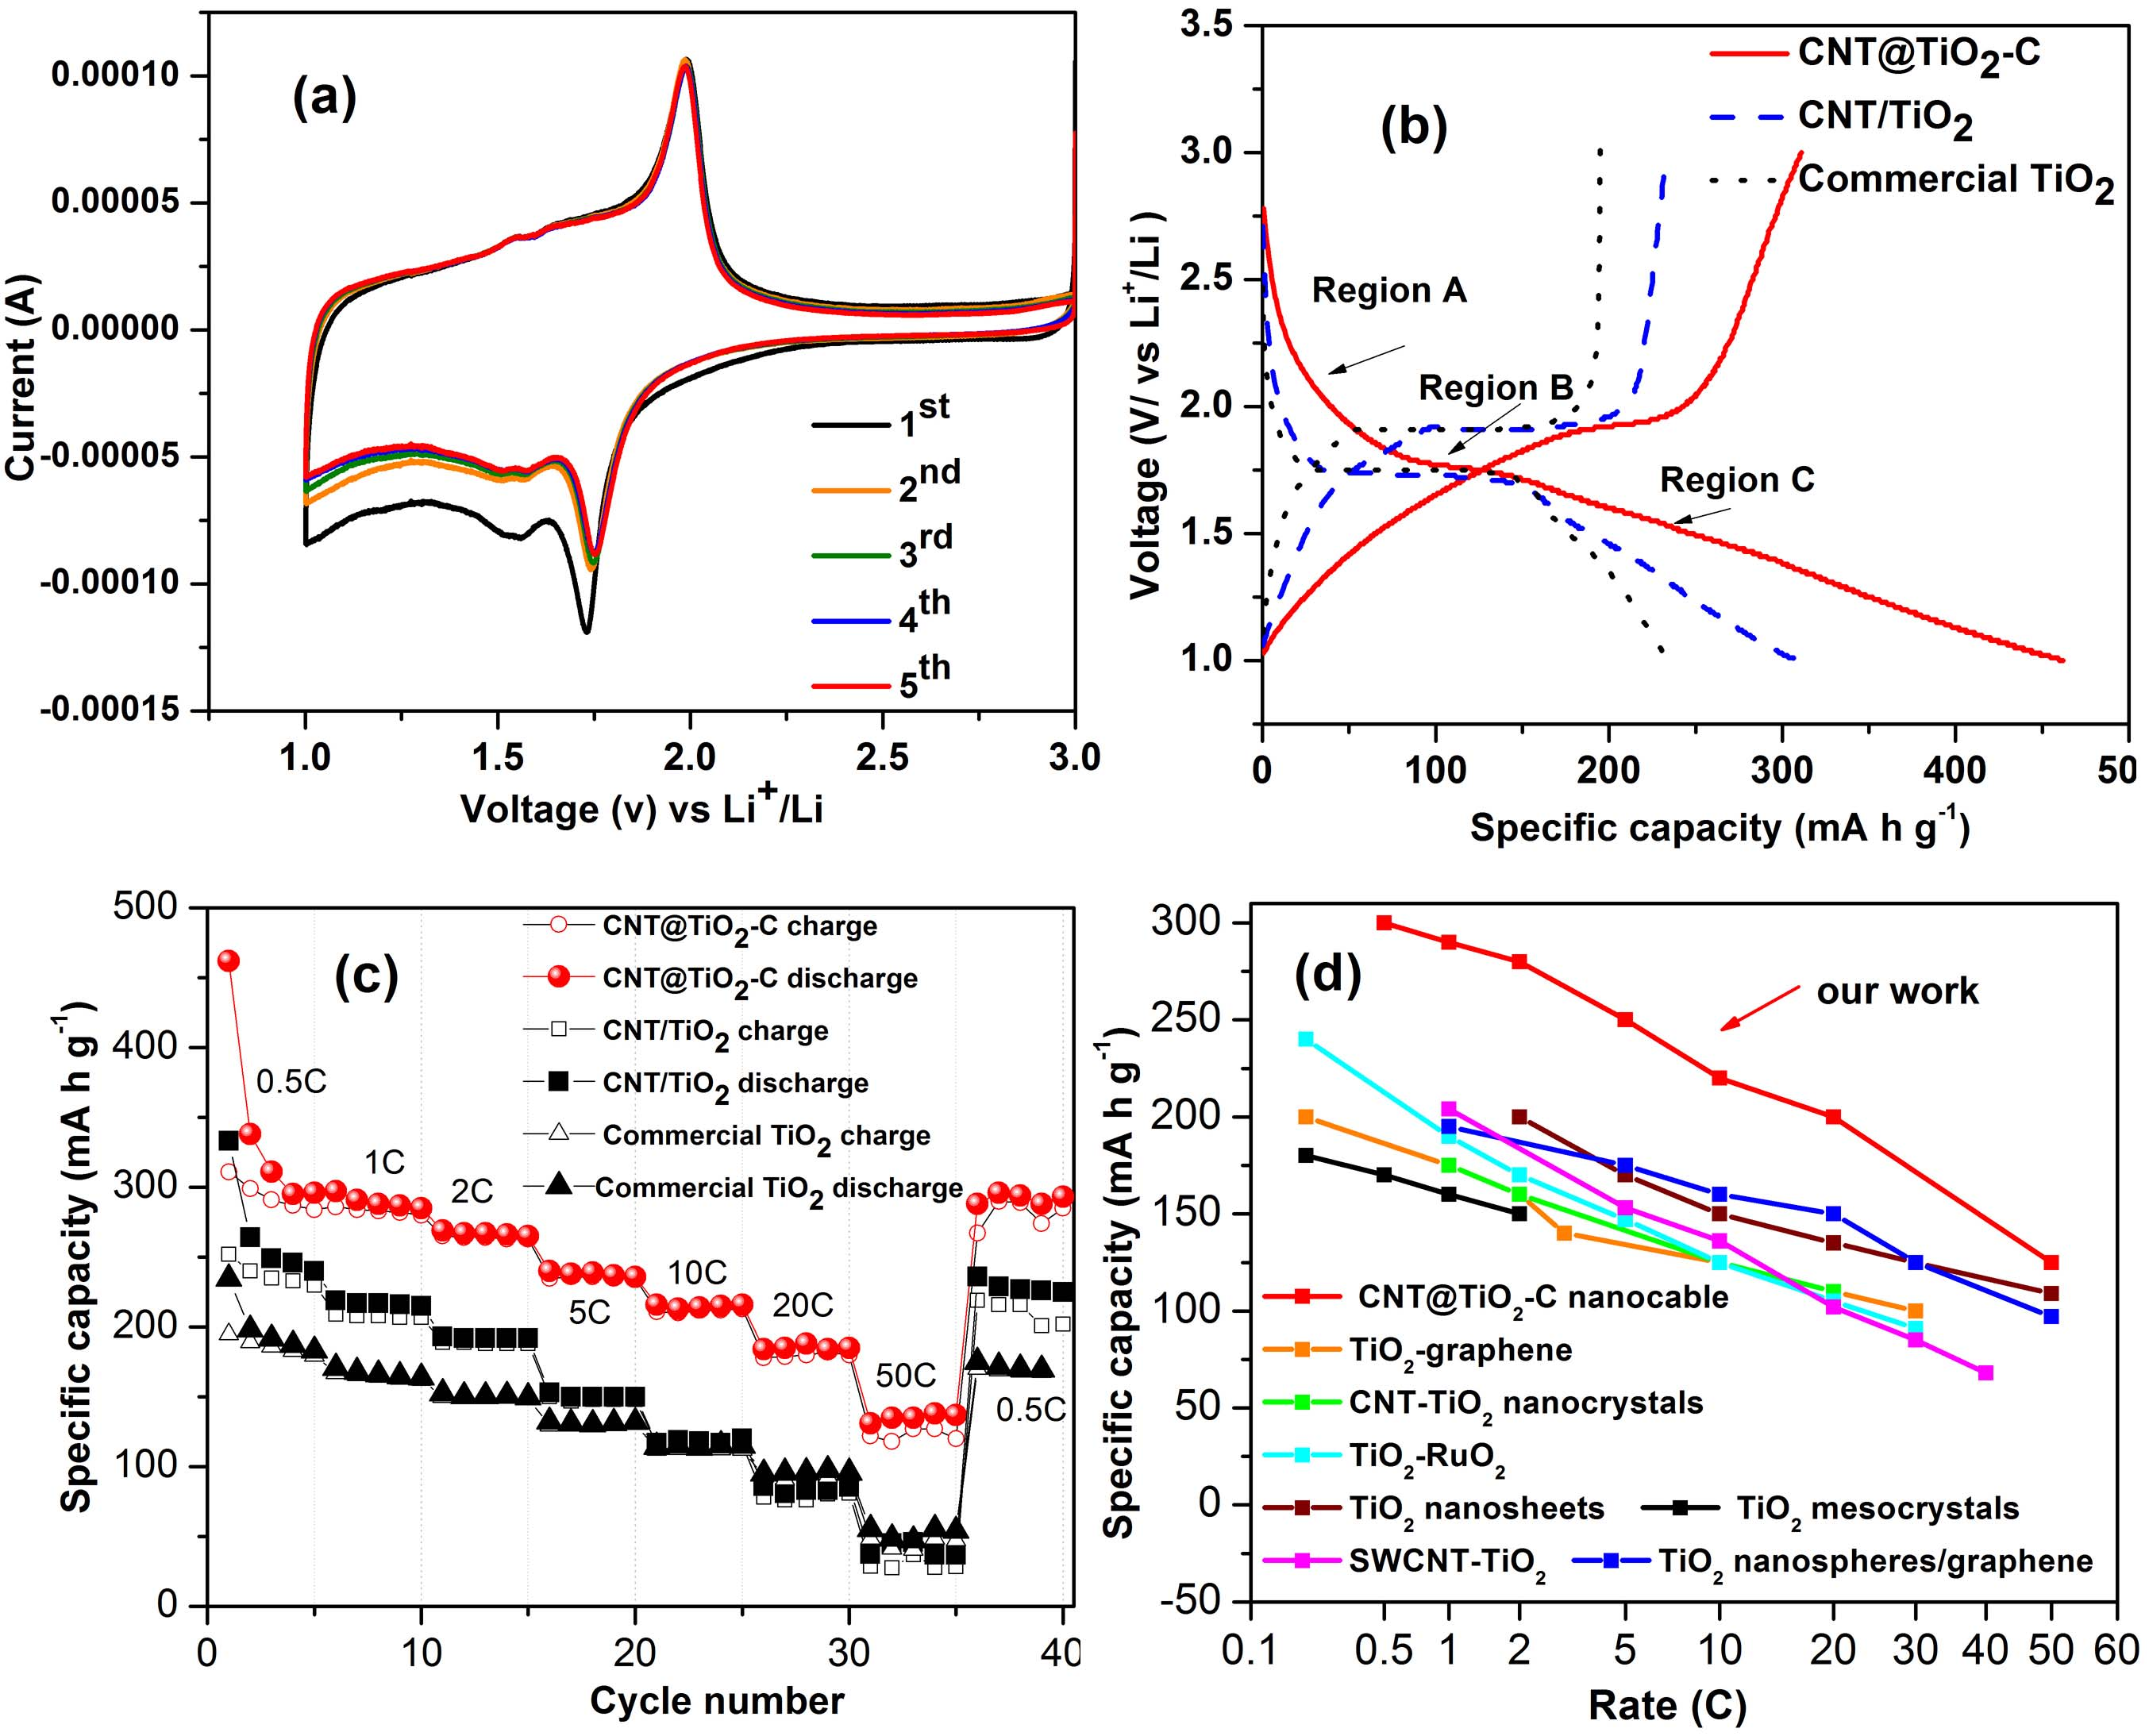 (a)
0.00010
0.00005
0.00000
-0.00005
-0.00010
-0.00015
Current (A)
1st
2nd
3rd
4th
5th
1.0 1.5 2.0 2.5 3.0
Voltage (v) vs Li+/Li
(b)
3.5
3.0
2.5
2.0
1.5
1.0
Voltage (V/ vs Li+/Li )
CNT@TiO2-C
CNT/TiO2
Commercial TiO2
Region A
Region B
Region C
0 100 200 300 400 50
Specific capacity (mA h g-1)
(c)
500
400
300
200
100
0
Specific capacity (mA h g-1)
CNT@TiO2-C charge
CNT@TiO2-C discharge
CNT/TiO2 charge
CNT/TiO2 discharge
Commercial TiO2 charge
Commercial TiO2 discharge
0.5C
1C
2C
5C
10C
20C
50C
0.5C
0 10 20 30 40
Cycle number
(d)
300
250
200
150
100
50
0
-50
Specific capacity (mA h g-1)
our work
CNT@TiO2-C nanocable
TiO2-graphene
CNT-TiO2 nanocrystals
TiO2-RuO2
TiO2 nanosheets TiO2 mesocrystals
SWCNT-TiO2 TiO2 nanospheres/graphene
0.1 0.5 1 2 5 10 20 30 40 50 60
Rate (C)